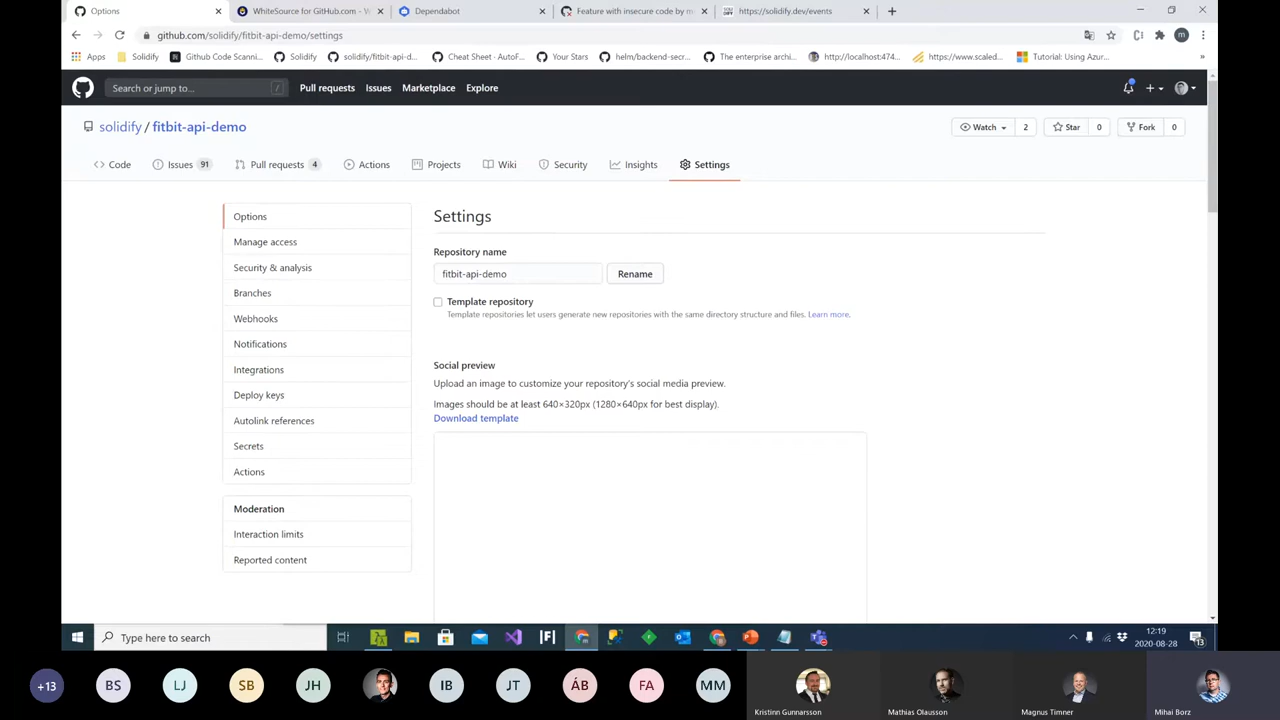 Options
WhiteSource for GitHub.com - W
Dependabot
Feature with insecure code by m
https://solidify.dev/events
github.com/solidify/fitbit-api-demo/settings
m
Apps
Solidify
Github Code Scanni...
Solidify
solidify/fitbit-api-d...
Cheat Sheet - AutoF...
Your Stars
helm/backend-secr...
The enterprise archi...
http://localhost:474...
https://www.scaled...
Tutorial: Using Azur...
Search or jump to...
/
Pull requests
Issues
Marketplace
Explore
solidify / fitbit-api-demo
Watch 2
Star 0
Fork 0
Code
Issues 91
Pull requests 4
Actions
Projects
Wiki
Security
Insights
Settings
Options
Manage access
Security & analysis
Branches
Webhooks
Notifications
Integrations
Deploy keys
Autolink references
Secrets
Actions
Moderation
Interaction limits
Reported content
Settings
Repository name
fitbit-api-demo
Rename
Template repository
Template repositories let users generate new repositories with the same directory structure and files. Learn more.
Social preview
Upload an image to customize your repository's social media preview.
Images should be at least 640×320px (1280×640px for best display).
Download template
Type here to search
12:19
2020-08-28
13
+13
BS
LJ
SB
JH
IB
JT
ÁB
FA
MM
Kristinn Gunnarsson
Mathias Olausson
Magnus Timner
Mihai Borz